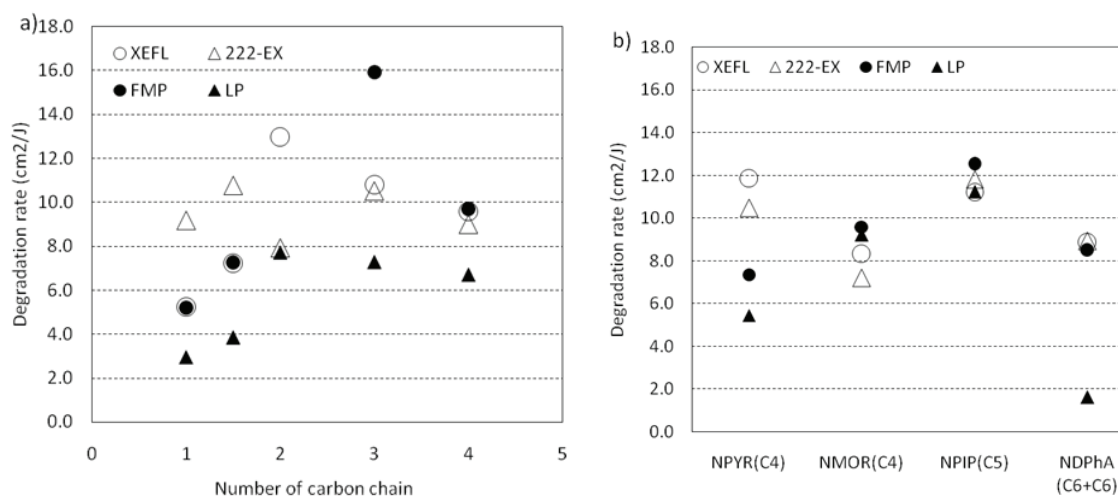 a)
18.0
16.0
14.0
12.0
10.0
8.0
6.0
4.0
2.0
0.0
Degradation rate (cm2/J)
XEFL 222-EX
FMP LP
0 1 2 3 4 5
Number of carbon chain
b)
18.0
16.0
14.0
12.0
10.0
8.0
6.0
4.0
2.0
0.0
Degradation rate (cm2/J)
XEFL 222-EX FMP LP
NPYR(C4) NMOR(C4) NPIP(C5) NDPhA
(C6+C6)